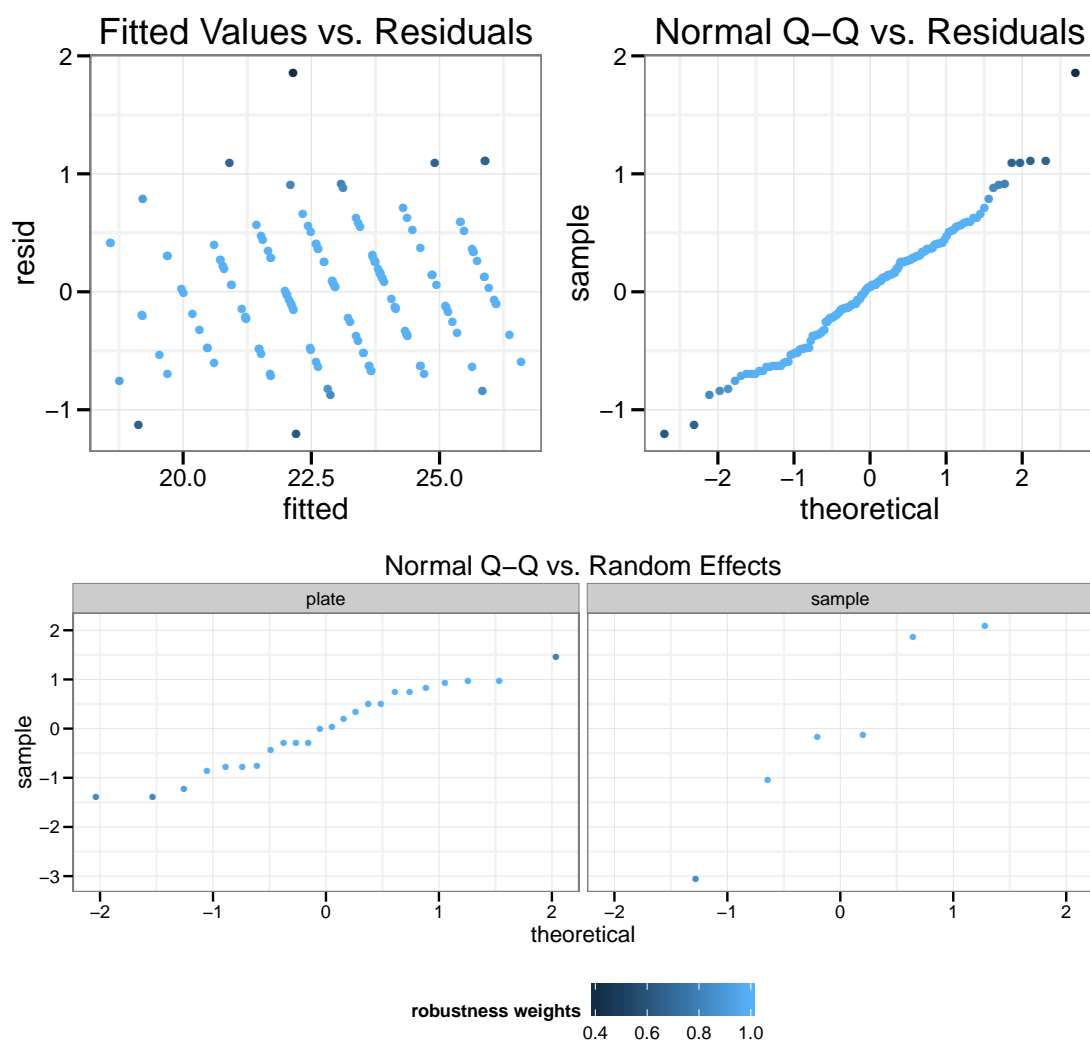 Fitted Values vs. Residuals
Normal Q−Q vs. Residuals
2
1
0
−1
resid
20.0 22.5 25.0
fitted
2
1
0
−1
sample
−2 −1 0 1 2
theoretical
Normal Q−Q vs. Random Effects
plate
sample
2
1
0
−1
−2
−3
sample
−2 −1 0 1 2
−2 −1 0 1 2
theoretical
robustness weights
0.4 0.6 0.8 1.0